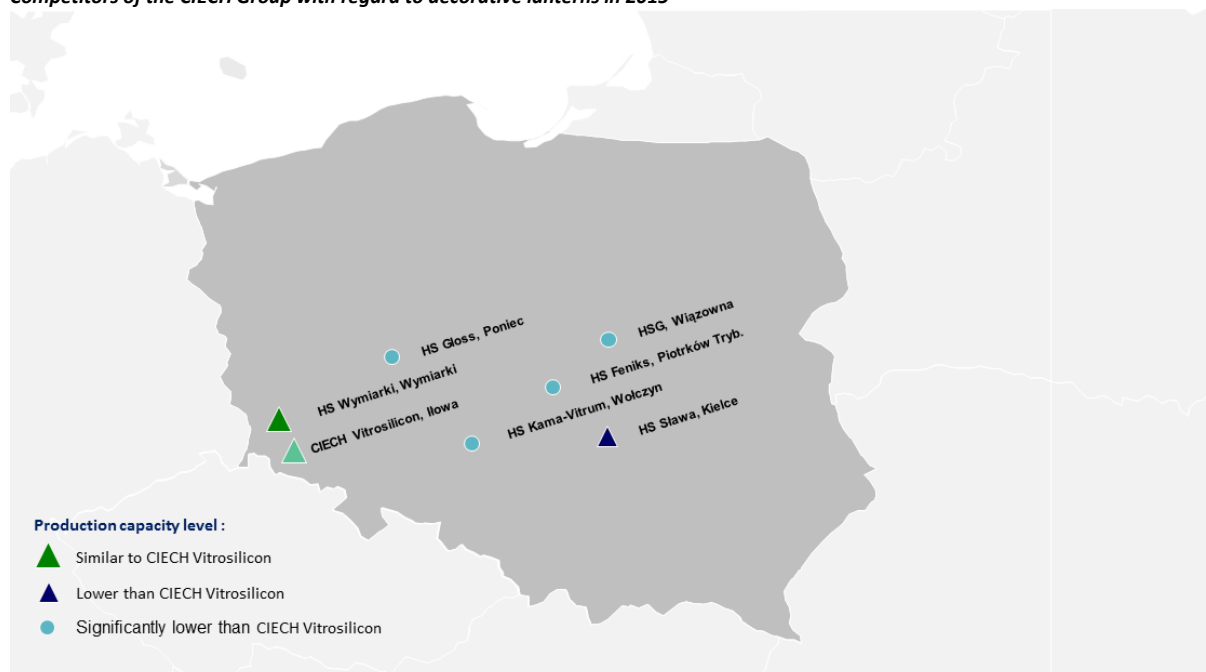 Competitors of the CIECH Group with regard to decorative lanterns in 2015
HSG, Wiązowna
HS Gloss, Poniec
HS Feniks, Piotrków Tryb.
HS Wymiarki, Wymiarki
HS Kama-Vitrum, Wołczyn
CIECH Vitrosilicon, Iłowa
HS Sława, Kielce
Production capacity level :
Similar to CIECH Vitrosilicon
Lower than CIECH Vitrosilicon
Significantly lower than CIECH Vitrosilicon